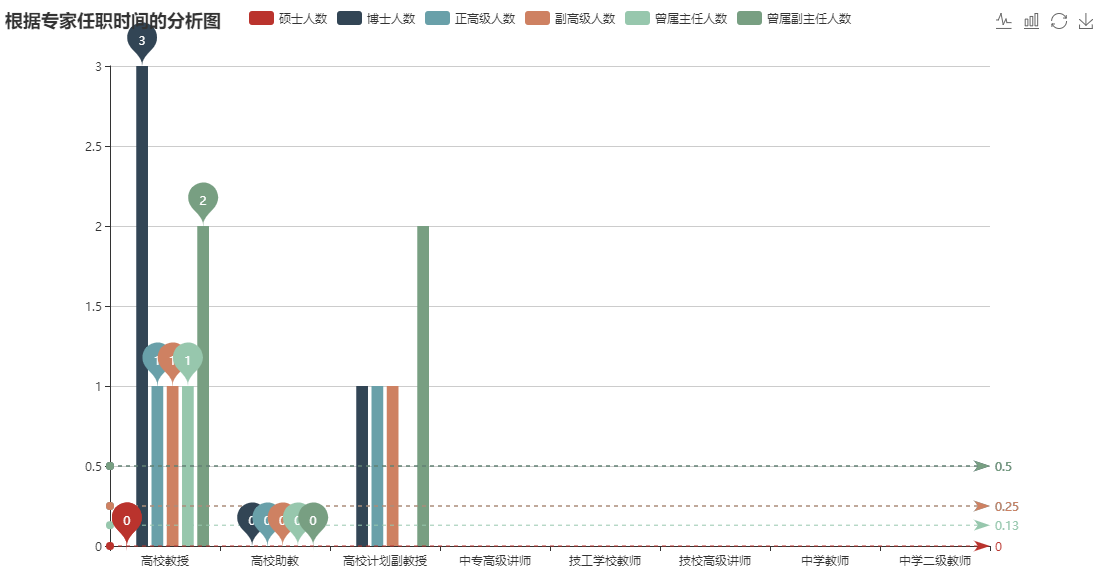 根据专家任职时间的分析图
硕士人数 博士人数 正高级人数 副高级人数 曾属主任人数 曾属副主任人数
3
3
2.5
2
2
1.5
1 1 1
1
0.5
0.5
0.25
0.13
0 0 0 0 0 0
0
0
高校教授 高校助教 高校计划副教授 中专高级讲师 技工学校教师 技校高级讲师 中学教师 中学二级教师